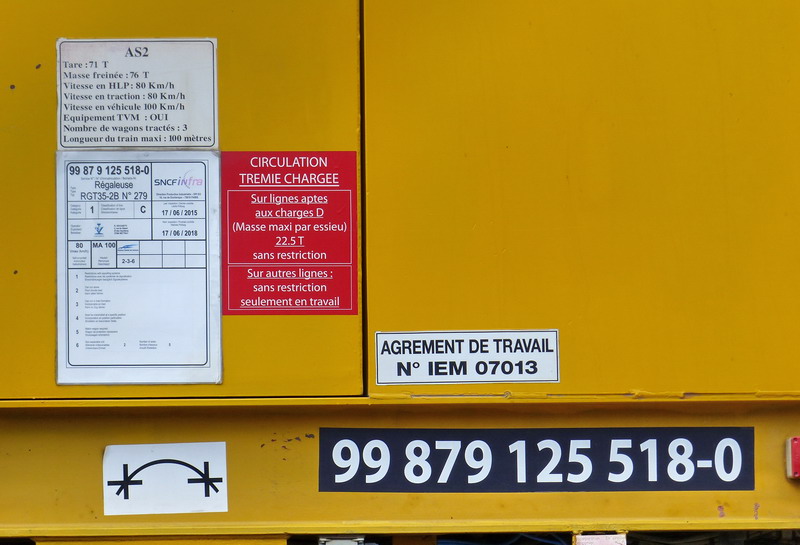 AS2
Tare : 71 T
Masse freinée : 76 T
Vitesse en HLP : 80 Km/h
Vitesse en traction : 80 Km/h
Vitesse en véhicule 100 Km/h
Equipement TVM : OUI
Nombre de wagons tractés : 3
Longueur du train maxi : 100 mètres
99 87 9 125 518-0
Régaleuse
RGT35-2B N° 279
SNCF infra
1 C
17 / 06 / 2015
17 / 06 / 2018
80 MA 100
2-3-6
1
2
3
4
5
6
CIRCULATION
TREMIE CHARGEE
Sur lignes aptes
aux charges D
(Masse maxi par essieu)
22.5 T
sans restriction
Sur autres lignes :
sans restriction
seulement en travail
AGREMENT DE TRAVAIL
N° IEM 07013
99 879 125 518-0